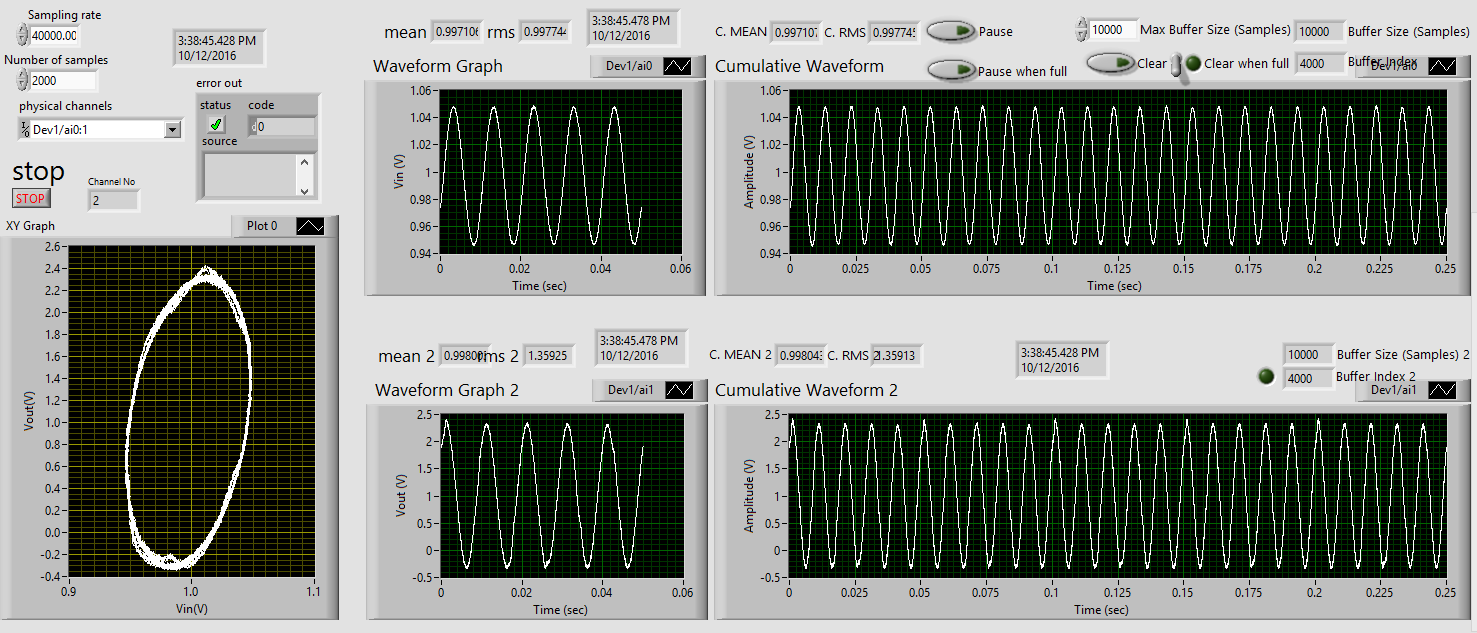 Sampling rate
40000.00
Number of samples
2000
physical channels
Dev1/ai0:1
stop
STOP
Channel No
2
3:38:45.428 PM
10/12/2016
error out
status code
0
source
XY Graph
Plot 0
Vout(V)
2.6
2.4
2.2
2.0
1.8
1.6
1.4
1.2
1.0
0.8
0.6
0.4
0.2
0.0
-0.2
-0.4
0.9 1.0 1.1
Vin(V)
mean 0.997106 rms 0.997744
3:38:45.478 PM
10/12/2016
Waveform Graph
Dev1/ai0
Vin (V)
1.06
1.04
1.02
1
0.98
0.96
0.94
0 0.02 0.04 0.06
Time (sec)
C. MEAN 0.997107 C. RMS 0.997745
Pause
Pause when full
10000 Max Buffer Size (Samples)
10000 Buffer Size (Samples)
Clear
Clear when full
4000 Buffer Index
Cumulative Waveform
Dev1/ai0
Amplitude (V)
1.06
1.04
1.02
1
0.98
0.96
0.94
0 0.025 0.05 0.075 0.1 0.125 0.15 0.175 0.2 0.225 0.25
Time (sec)
mean 2 0.9980 rms 2 1.35925
3:38:45.478 PM
10/12/2016
Waveform Graph 2
Dev1/ai1
Vout (V)
2.5
2
1.5
1
0.5
0
-0.5
0 0.02 0.04 0.06
Time (sec)
C. MEAN 2 0.998043 C. RMS 2 1.35913
3:38:45.428 PM
10/12/2016
10000 Buffer Size (Samples) 2
4000 Buffer Index 2
Cumulative Waveform 2
Dev1/ai1
Amplitude (V)
2.5
2
1.5
1
0.5
0
-0.5
0 0.025 0.05 0.075 0.1 0.125 0.15 0.175 0.2 0.225 0.25
Time (sec)